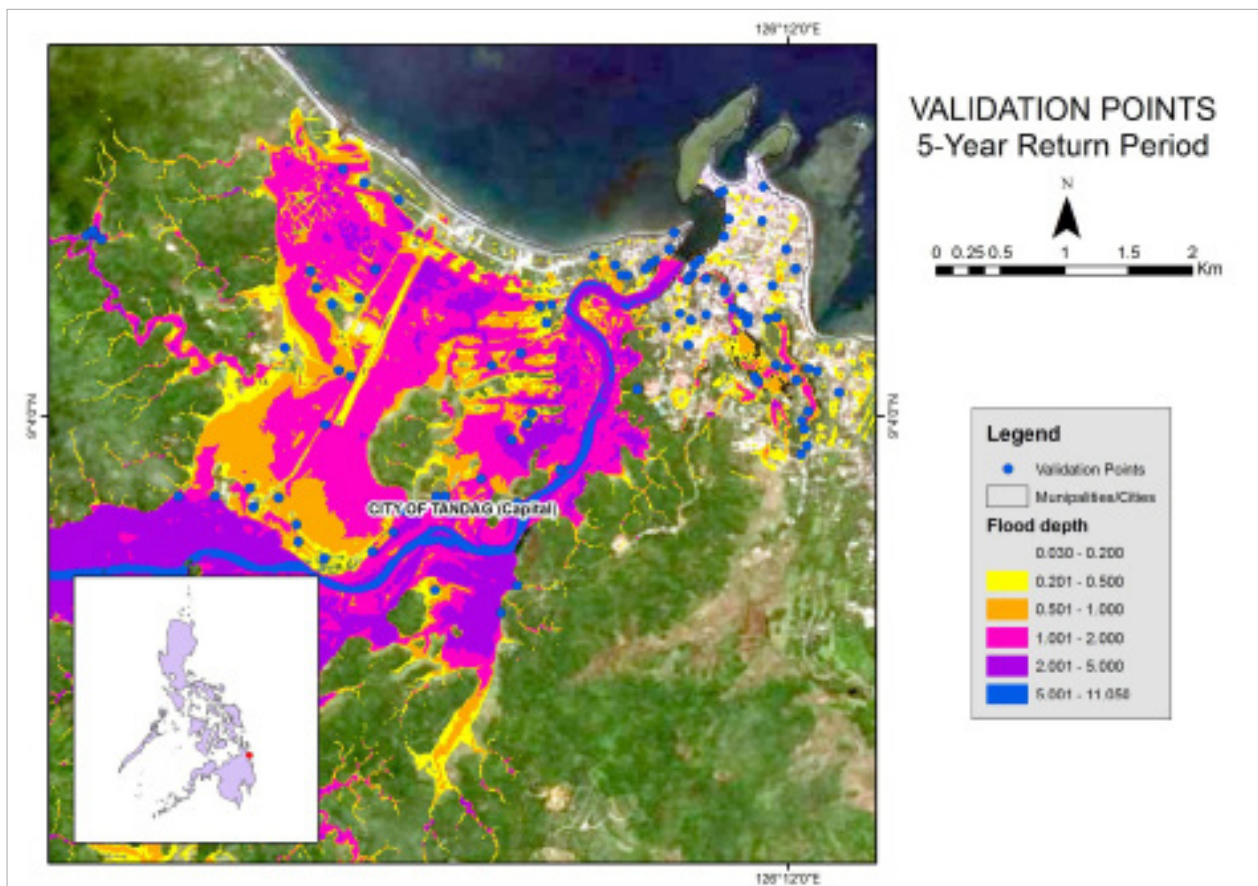 126°12'0"E
VALIDATION POINTS
5-Year Return Period
N
0 0.25 0.5 1 1.5 2
Km
9°4'0"N
9°4'0"N
CITY OF TANDAG (Capital)
Legend
Validation Points
Munipalities/Cities
Flood depth
0.030 - 0.200
0.201 - 0.500
0.501 - 1.000
1.001 - 2.000
2.001 - 5.000
5.001 - 11.050
126°12'0"E